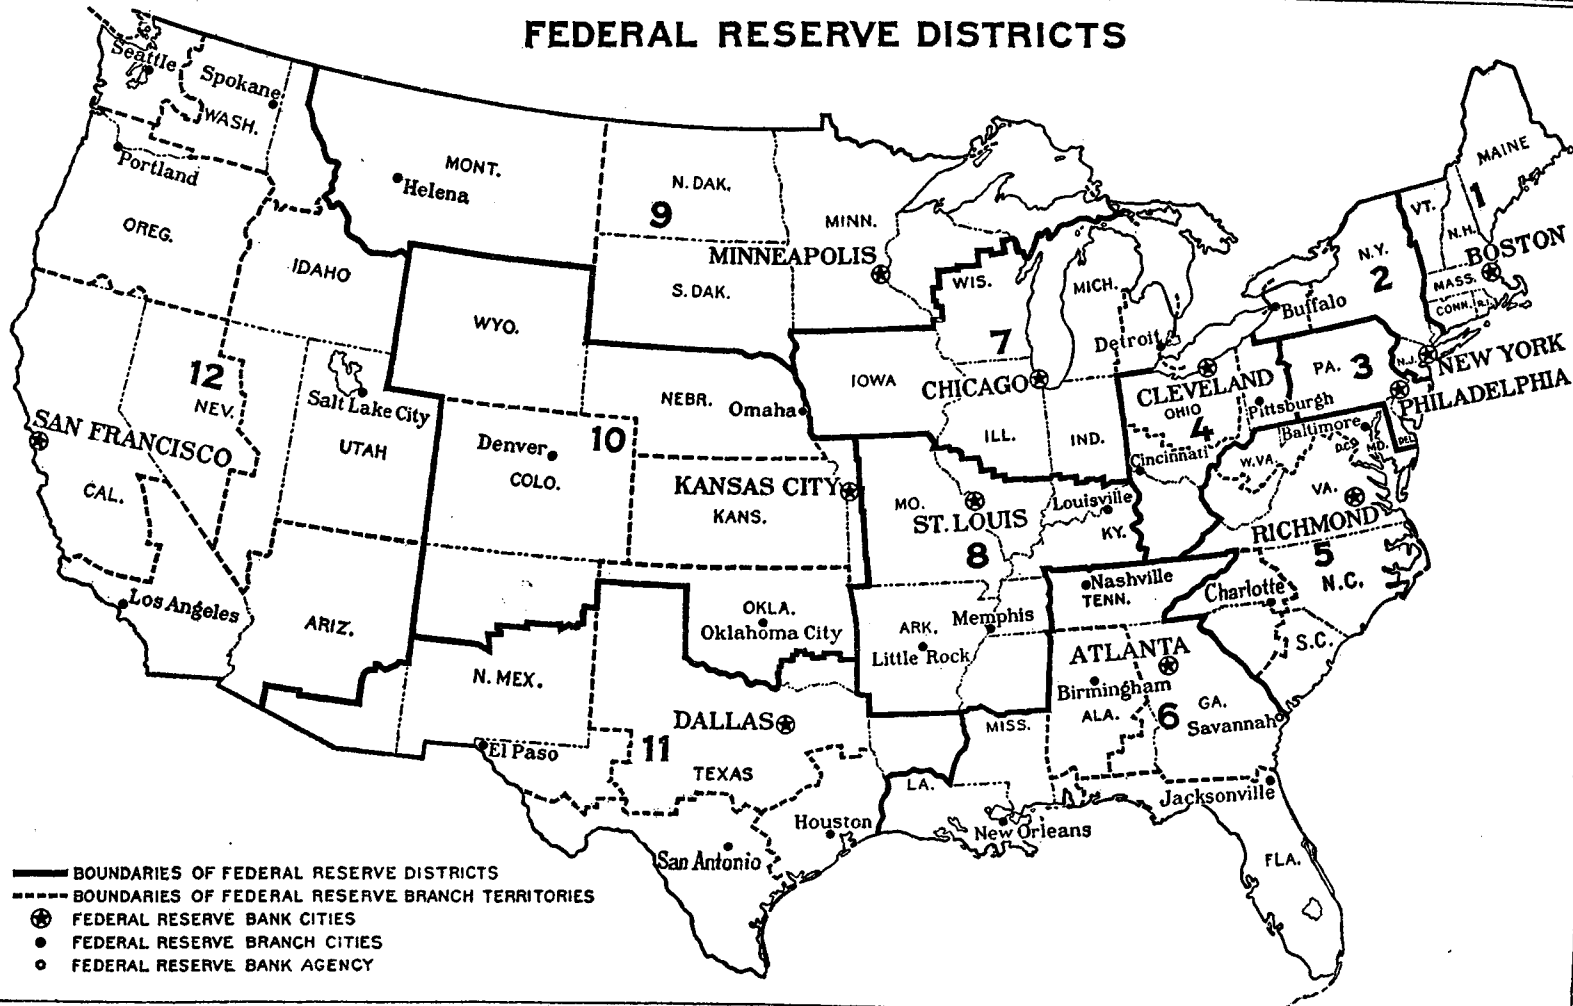 FEDERAL RESERVE DISTRICTS
Seattle
Spokane
WASH.
Portland
OREG.
IDAHO
MONT.
Helena
N. DAK.
9
S. DAK.
MINN.
MINNEAPOLIS
WIS.
MICH.
7
Detroit
MAINE
VT.
1
N.H.
BOSTON
N.Y.
2
MASS.
CONN.
R.I.
Buffalo
WYO.
12
NEV.
Salt Lake City
UTAH
SAN FRANCISCO
CAL.
Los Angeles
ARIZ.
NEBR.
Omaha
IOWA
CHICAGO
ILL.
IND.
CLEVELAND
OHIO
4
Cincinnati
PA.
3
Pittsburgh
N.J.
NEW YORK
PHILADELPHIA
Baltimore
D.C.
MD.
DEL.
W.VA.
VA.
RICHMOND
5
Denver
10
COLO.
KANSAS CITY
KANS.
MO.
ST. LOUIS
8
Louisville
KY.
Nashville
TENN.
Charlotte
N.C.
S.C.
OKLA.
Oklahoma City
ARK.
Memphis
Little Rock
ATLANTA
Birmingham
ALA.
6
GA.
Savannah
N. MEX.
El Paso
DALLAS
11
TEXAS
Houston
San Antonio
MISS.
LA.
New Orleans
Jacksonville
FLA.
BOUNDARIES OF FEDERAL RESERVE DISTRICTS
BOUNDARIES OF FEDERAL RESERVE BRANCH TERRITORIES
FEDERAL RESERVE BANK CITIES
FEDERAL RESERVE BRANCH CITIES
FEDERAL RESERVE BANK AGENCY